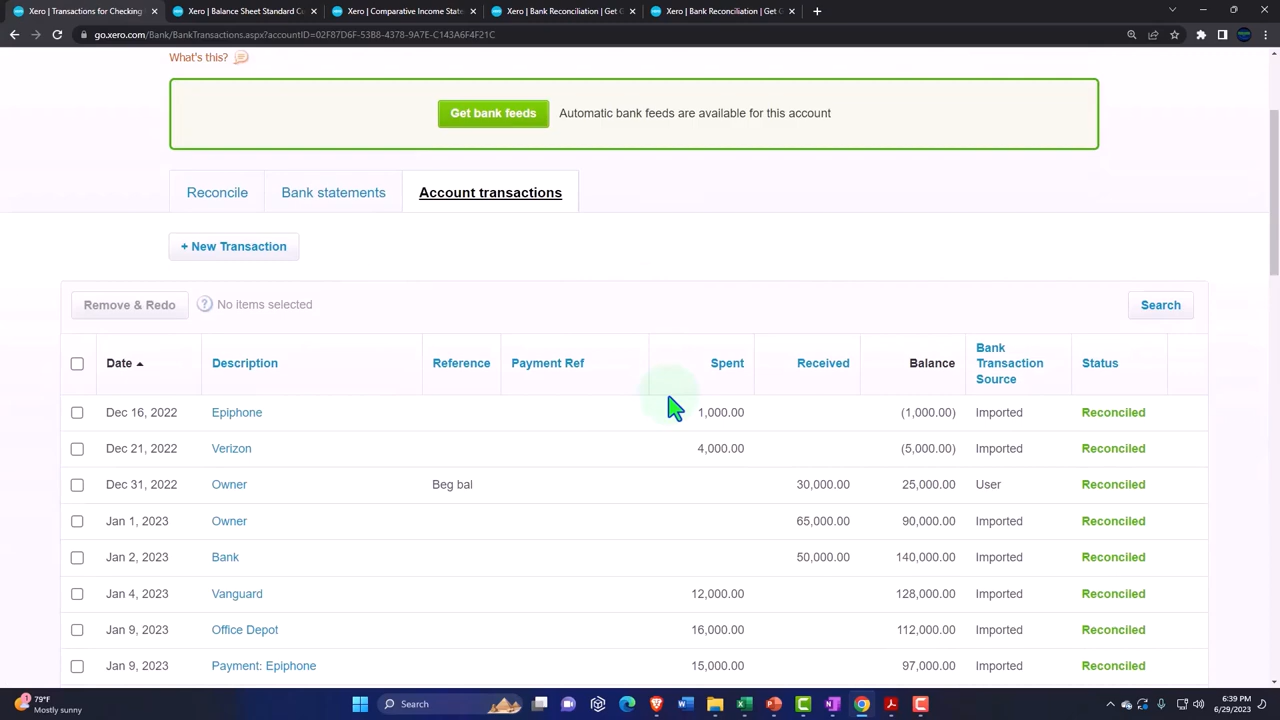 Xero | Transactions for Checking
Xero | Balance Sheet Standard C
Xero | Comparative Income State
Xero | Bank Reconciliation | Get G
Xero | Bank Reconciliation | Get C
go.xero.com/Bank/BankTransactions.aspx?accountID=02F87D6F-53B8-4378-9A7E-C143A6F4F21C
What's this?
Get bank feeds Automatic bank feeds are available for this account
Reconcile Bank statements Account transactions
+ New Transaction
Remove & Redo ? No items selected Search
Date Description Reference Payment Ref Spent Received Balance Bank Transaction Source Status
Dec 16, 2022 Epiphone 1,000.00 (1,000.00) Imported Reconciled
Dec 21, 2022 Verizon 4,000.00 (5,000.00) Imported Reconciled
Dec 31, 2022 Owner Beg bal 30,000.00 25,000.00 User Reconciled
Jan 1, 2023 Owner 65,000.00 90,000.00 Imported Reconciled
Jan 2, 2023 Bank 50,000.00 140,000.00 Imported Reconciled
Jan 4, 2023 Vanguard 12,000.00 128,000.00 Imported Reconciled
Jan 9, 2023 Office Depot 16,000.00 112,000.00 Imported Reconciled
Jan 9, 2023 Payment: Epiphone 15,000.00 97,000.00 Imported Reconciled
79°F
Mostly sunny
Search
6:39 PM
6/29/2023